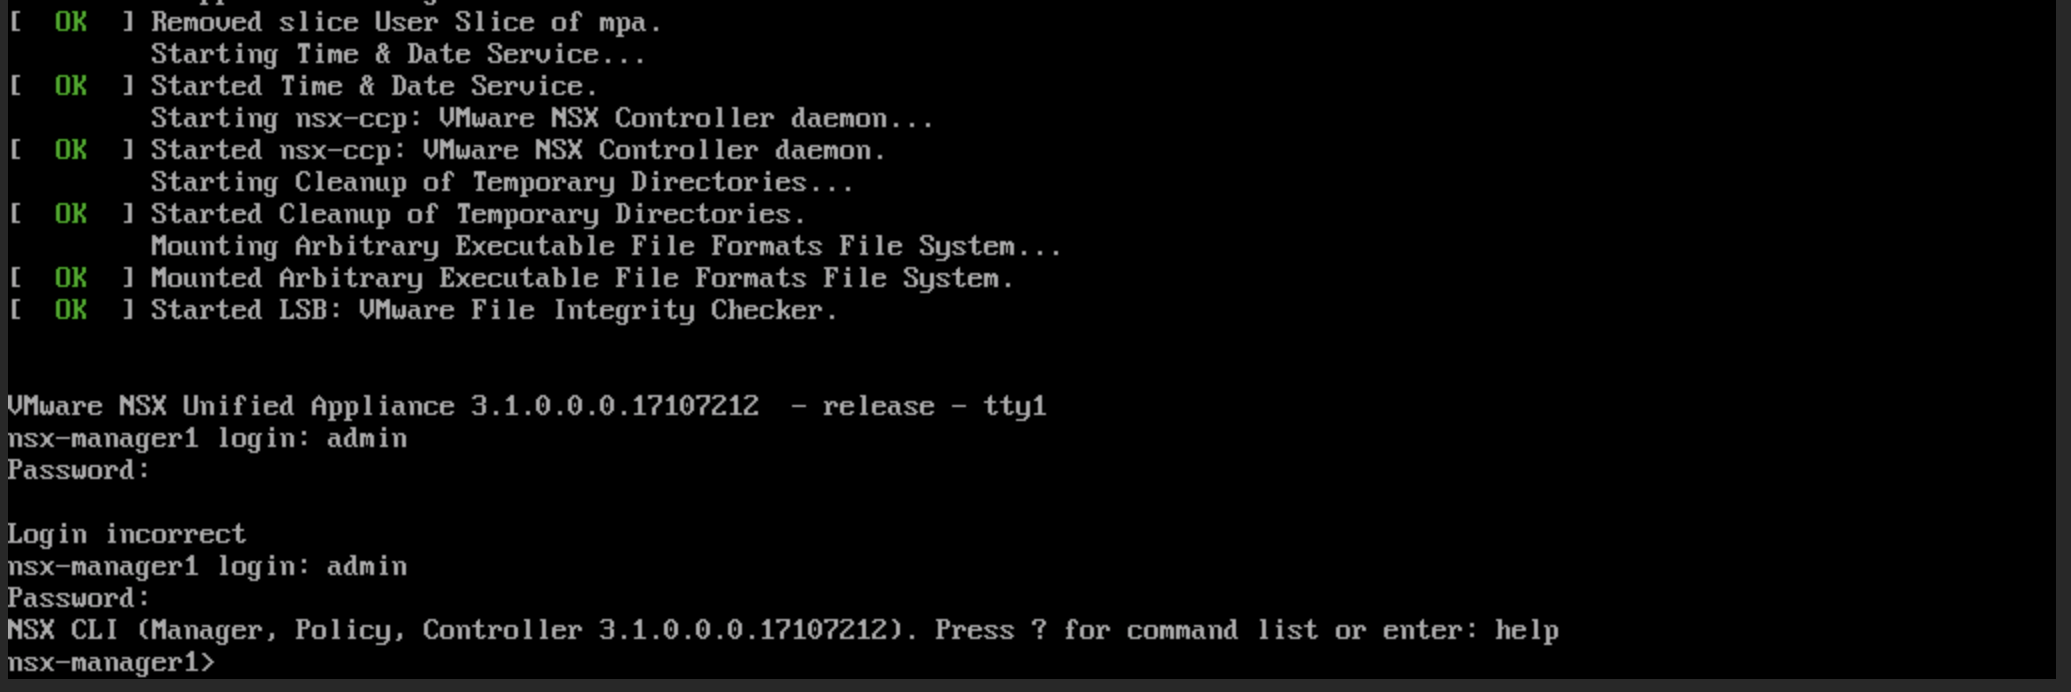 [  OK  ] Removed slice User Slice of mpa.
Starting Time & Date Service...
[  OK  ] Started Time & Date Service.
Starting nsx-ccp: VMware NSX Controller daemon...
[  OK  ] Started nsx-ccp: VMware NSX Controller daemon.
Starting Cleanup of Temporary Directories...
[  OK  ] Started Cleanup of Temporary Directories.
Mounting Arbitrary Executable File Formats File System...
[  OK  ] Mounted Arbitrary Executable File Formats File System.
[  OK  ] Started LSB: VMware File Integrity Checker.
VMware NSX Unified Appliance 3.1.0.0.0.17107212  - release - tty1
nsx-manager1 login: admin
Password:
Login incorrect
nsx-manager1 login: admin
Password:
NSX CLI (Manager, Policy, Controller 3.1.0.0.0.17107212). Press ? for command list or enter: help
nsx-manager1>